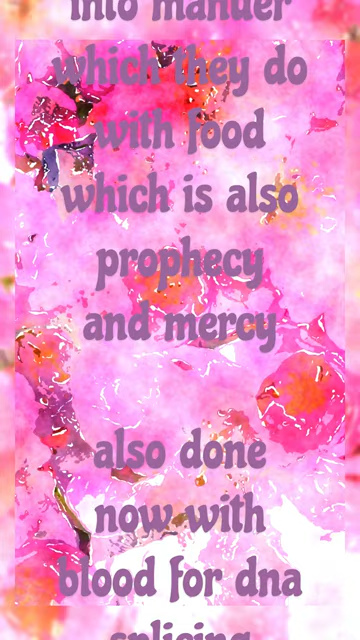 into manuer
which they do
with food
which is also
prophecy
and mercy
also done
now with
blood for dna
splicing